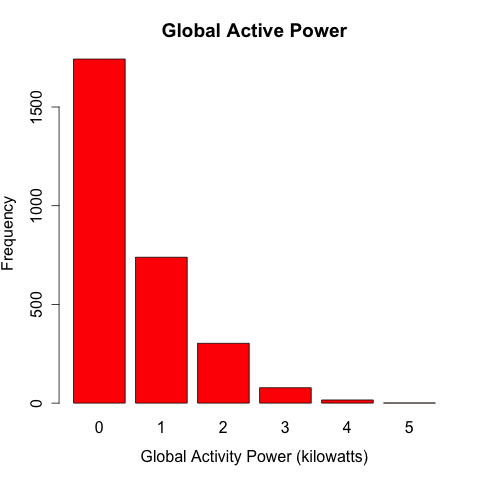 Global Active Power
Frequency
1500
1000
500
0
0 1 2 3 4 5
Global Activity Power (kilowatts)